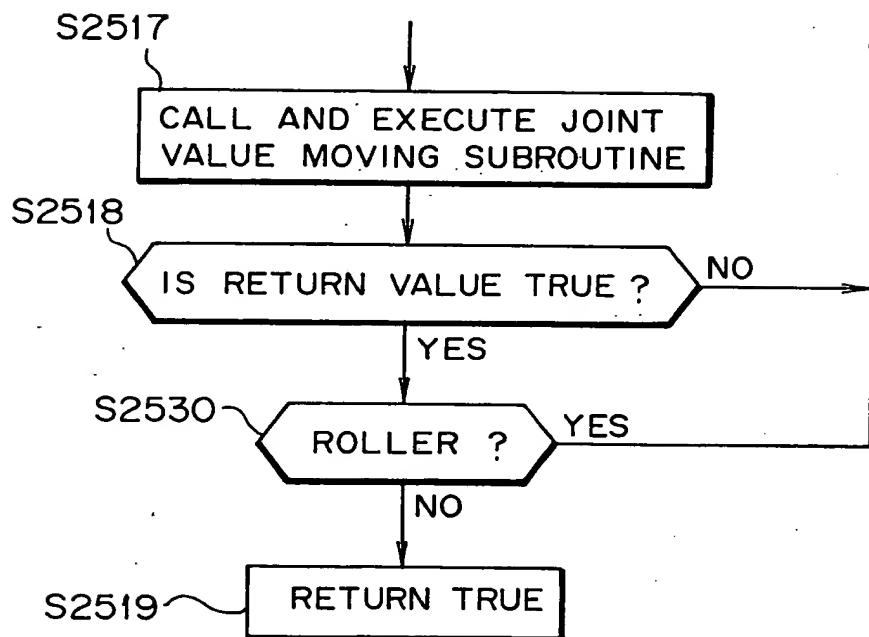 S2517
CALL AND EXECUTE JOINT
VALUE MOVING SUBROUTINE
S2518
IS RETURN VALUE TRUE ?
NO
YES
S2530
ROLLER ?
YES
NO
S2519
RETURN TRUE